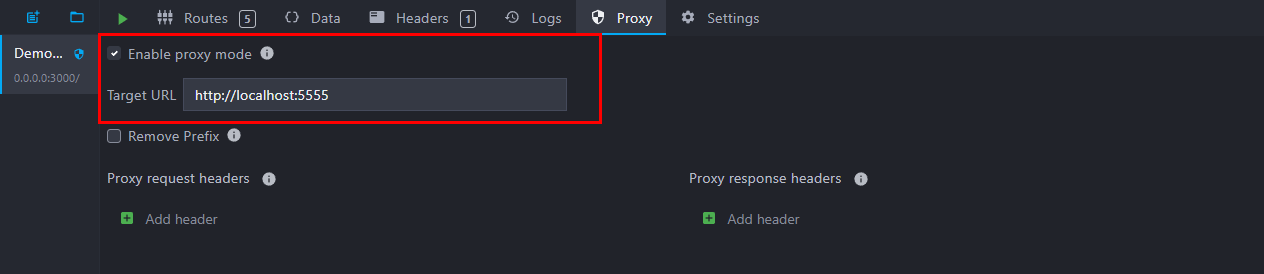 Routes 5 Data Headers 1 Logs Proxy Settings
Demo...
0.0.0.0:3000/
Enable proxy mode
Target URL http://localhost:5555
Remove Prefix
Proxy request headers Proxy response headers
Add header Add header